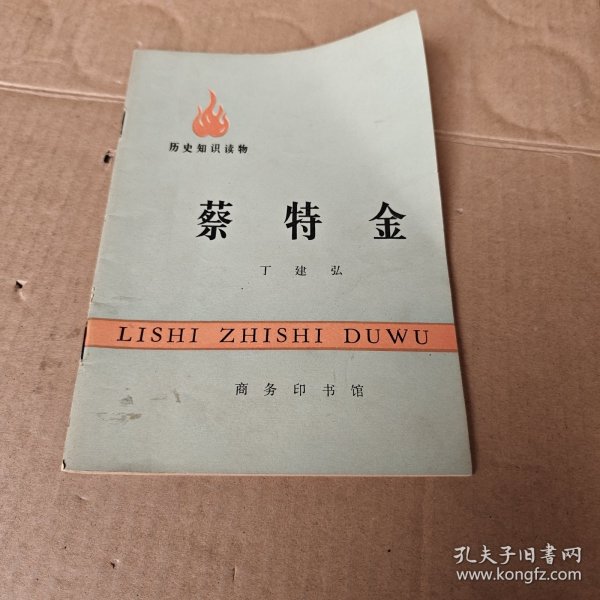 历史知识读物
蔡特金
丁建弘
LISHI ZHISHI DUWU
商务印书馆
孔夫子旧书网
www.kongfz.com